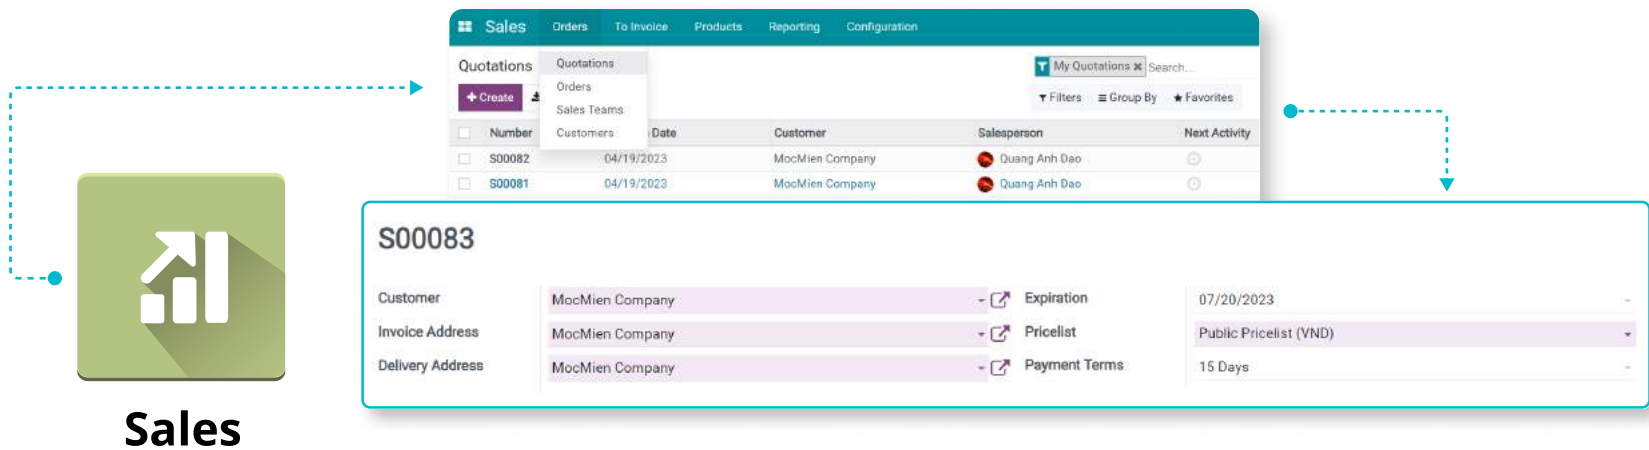 Sales Orders To Invoice Products Reporting Configuration
Quotations Quotations My Quotations ✖ Search...
Create Orders Filters Group By Favorites
Sales Teams
Number Customers Date Customer Salesperson Next Activity
S00082 04/19/2023 MocMien Company Quang Anh Dao
S00081 04/19/2023 MocMien Company Quang Anh Dao
S00083
Customer MocMien Company Expiration 07/20/2023
Invoice Address MocMien Company Pricelist Public Pricelist (VND)
Delivery Address MocMien Company Payment Terms 15 Days
Sales